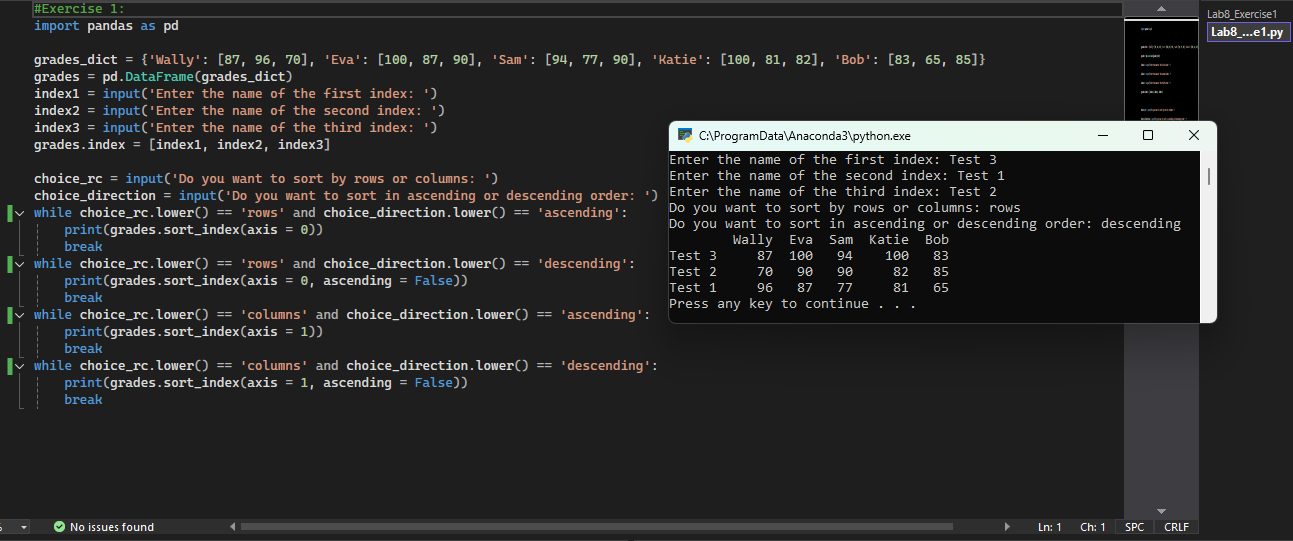 #Exercise 1:
import pandas as pd
grades_dict = {'Wally': [87, 96, 70], 'Eva': [100, 87, 90], 'Sam': [94, 77, 90], 'Katie': [100, 81, 82], 'Bob': [83, 65, 85]}
grades = pd.DataFrame(grades_dict)
index1 = input('Enter the name of the first index: ')
index2 = input('Enter the name of the second index: ')
index3 = input('Enter the name of the third index: ')
grades.index = [index1, index2, index3]
choice_rc = input('Do you want to sort by rows or columns: ')
choice_direction = input('Do you want to sort in ascending or descending order: ')
while choice_rc.lower() == 'rows' and choice_direction.lower() == 'ascending':
print(grades.sort_index(axis = 0))
break
while choice_rc.lower() == 'rows' and choice_direction.lower() == 'descending':
print(grades.sort_index(axis = 0, ascending = False))
break
while choice_rc.lower() == 'columns' and choice_direction.lower() == 'ascending':
print(grades.sort_index(axis = 1))
break
while choice_rc.lower() == 'columns' and choice_direction.lower() == 'descending':
print(grades.sort_index(axis = 1, ascending = False))
break
C:\ProgramData\Anaconda3\python.exe
Enter the name of the first index: Test 3
Enter the name of the second index: Test 1
Enter the name of the third index: Test 2
Do you want to sort by rows or columns: rows
Do you want to sort in ascending or descending order: descending
Wally Eva Sam Katie Bob
Test 3 87 100 94 100 83
Test 2 70 90 90 82 85
Test 1 96 87 77 81 65
Press any key to continue . . .
Lab8_Exercise1
Lab8_...e1.py
No issues found
Ln: 1 Ch: 1 SPC CRLF